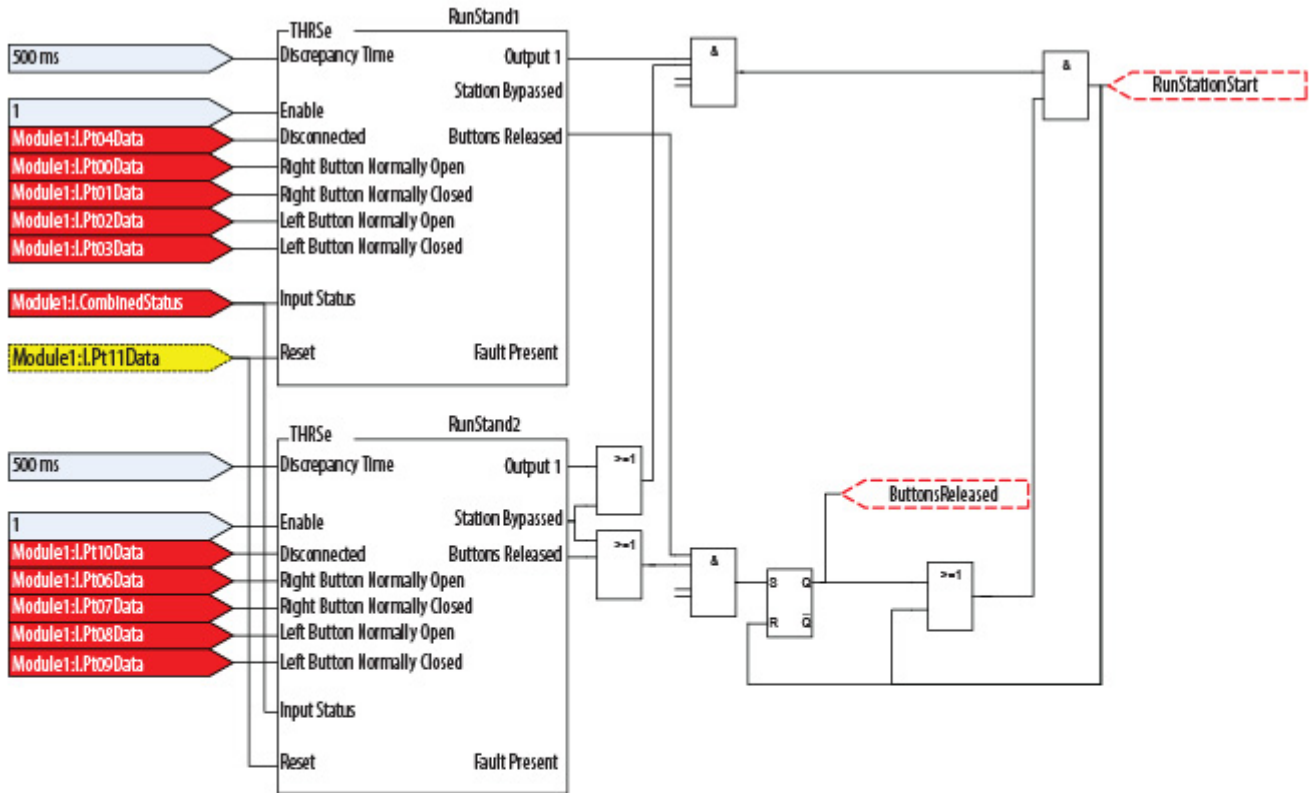 RunStand1
THRSe
500 ms
Discrepancy Time
Output 1
&
&
RunStationStart
Station Bypassed
1
Enable
Module1:I.Pt04Data
Disconnected
Buttons Released
Module1:I.Pt00Data
Right Button Normally Open
Module1:I.Pt01Data
Right Button Normally Closed
Module1:I.Pt02Data
Left Button Normally Open
Module1:I.Pt03Data
Left Button Normally Closed
Module1:I.CombinedStatus
Input Status
Module1:I.Pt11Data
Reset
Fault Present
RunStand2
THRSe
500 ms
Discrepancy Time
Output 1
>=1
ButtonsReleased
Station Bypassed
1
Enable
>=1
Module1:I.Pt10Data
Disconnected
Buttons Released
&
Module1:I.Pt06Data
Right Button Normally Open
S Q
>=1
Module1:I.Pt07Data
Right Button Normally Closed
Module1:I.Pt08Data
Left Button Normally Open
R Q̅
Module1:I.Pt09Data
Left Button Normally Closed
Input Status
Reset
Fault Present